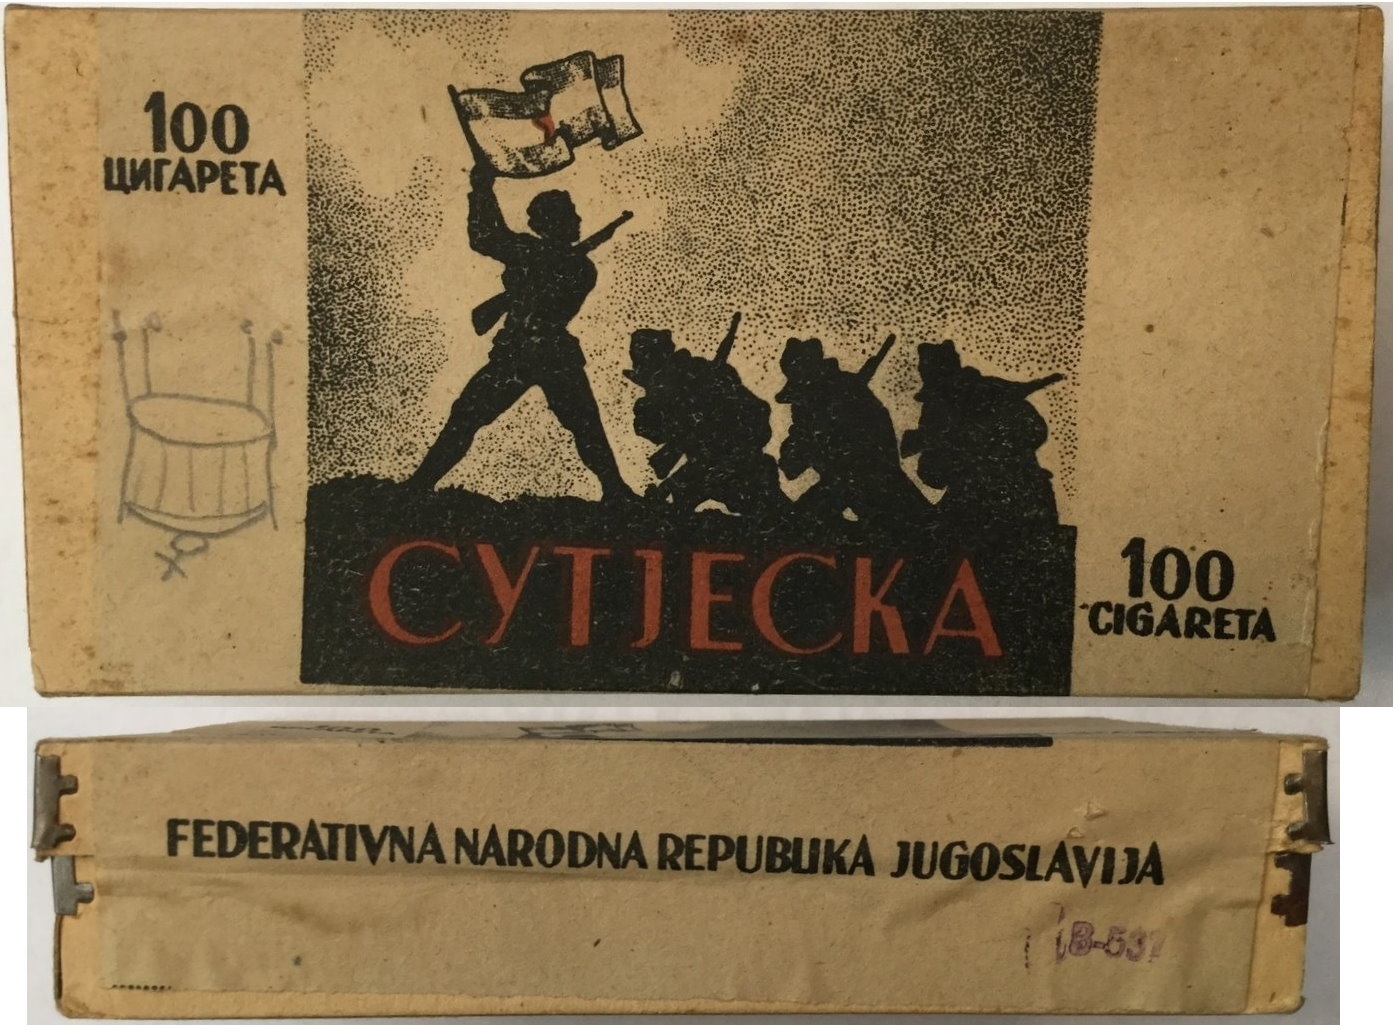 100
ЦИГАРЕТА
СУТЈЕСКА
100
CIGARETA
FEDERATIVNA NARODNA REPUBLIKA JUGOSLAVIJA